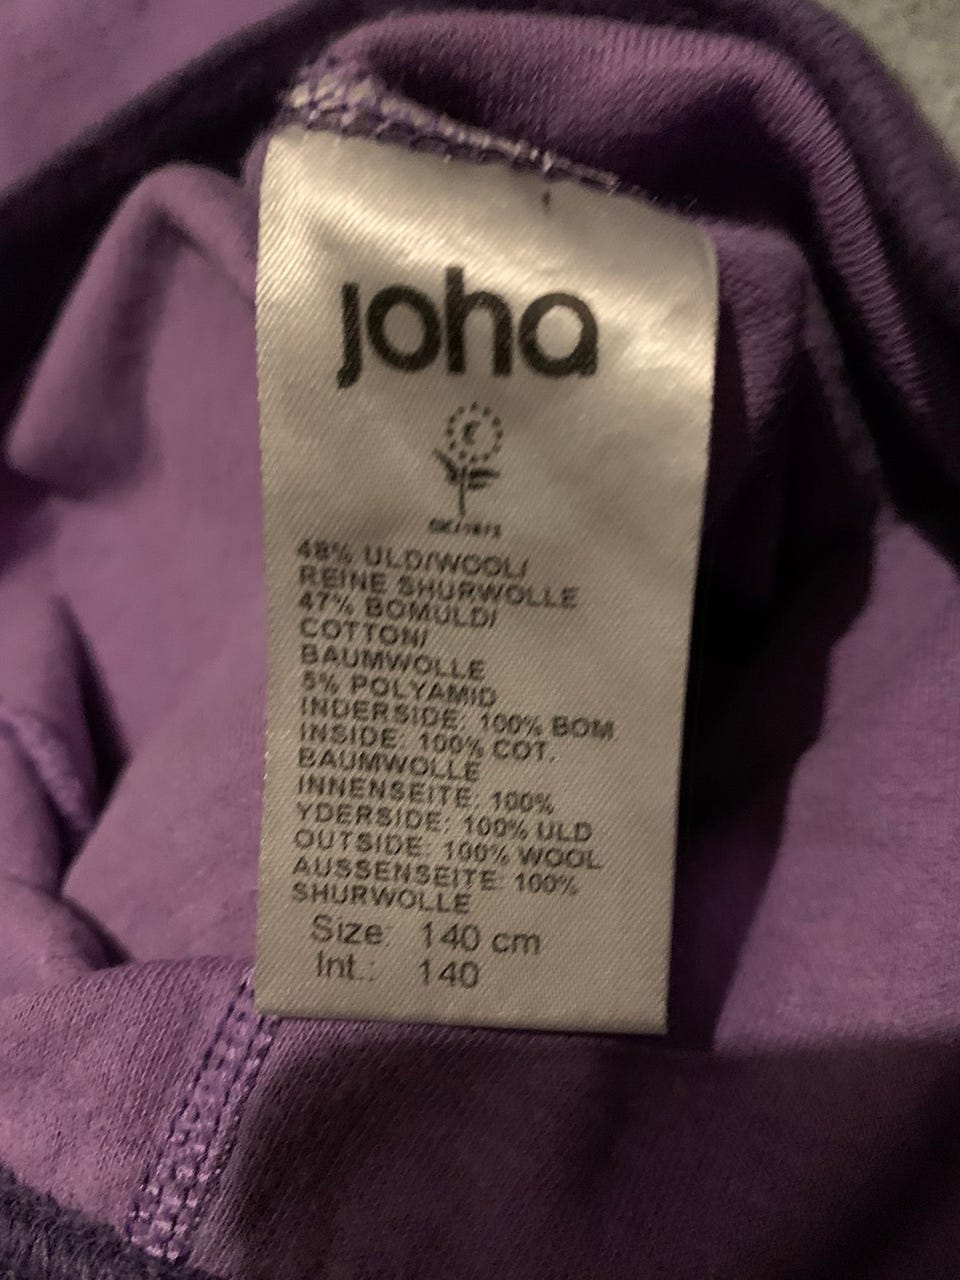 joha
48% ULD/WOOL/
REINE SHURWOLLE
47% BOMULD/
COTTON/
BAUMWOLLE
5% POLYAMID
INDERSIDE: 100% BOM
INSIDE: 100% COT.
BAUMWOLLE
INNENSEITE: 100%
YDERSIDE: 100% ULD
OUTSIDE: 100% WOOL
AUSSENSEITE: 100%
SHURWOLLE
Size: 140 cm
Int.: 140